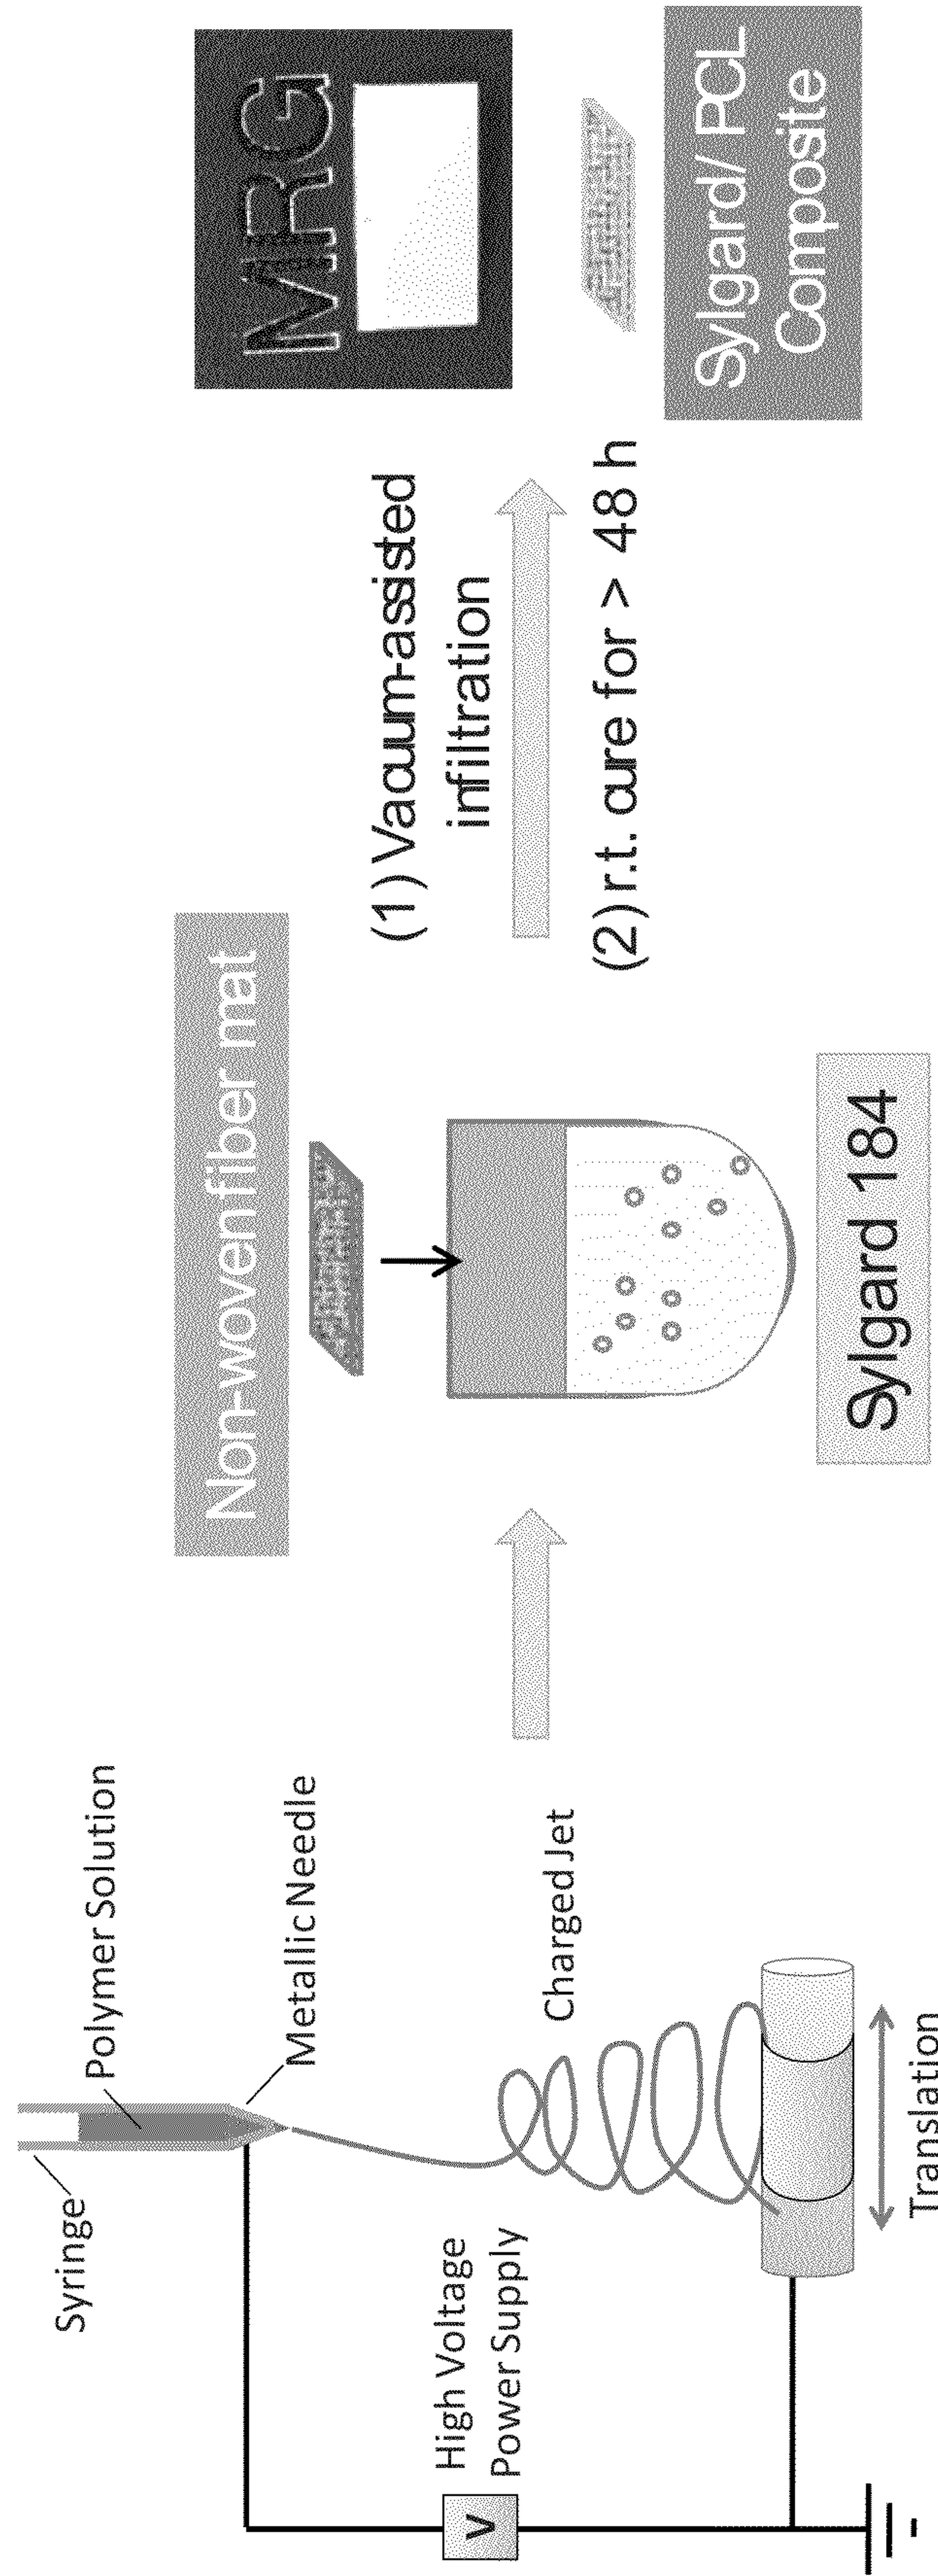 Syringe
Polymer Solution
Metallic Needle
High Voltage
Power Supply
V
Charged Jet
Translation
Non-woven fiber mat
Sylgard 184
(1) Vacuum-assisted
infiltration
(2) r.t. cure for > 48 h
MRG
Sylgard/ PCL
Composite